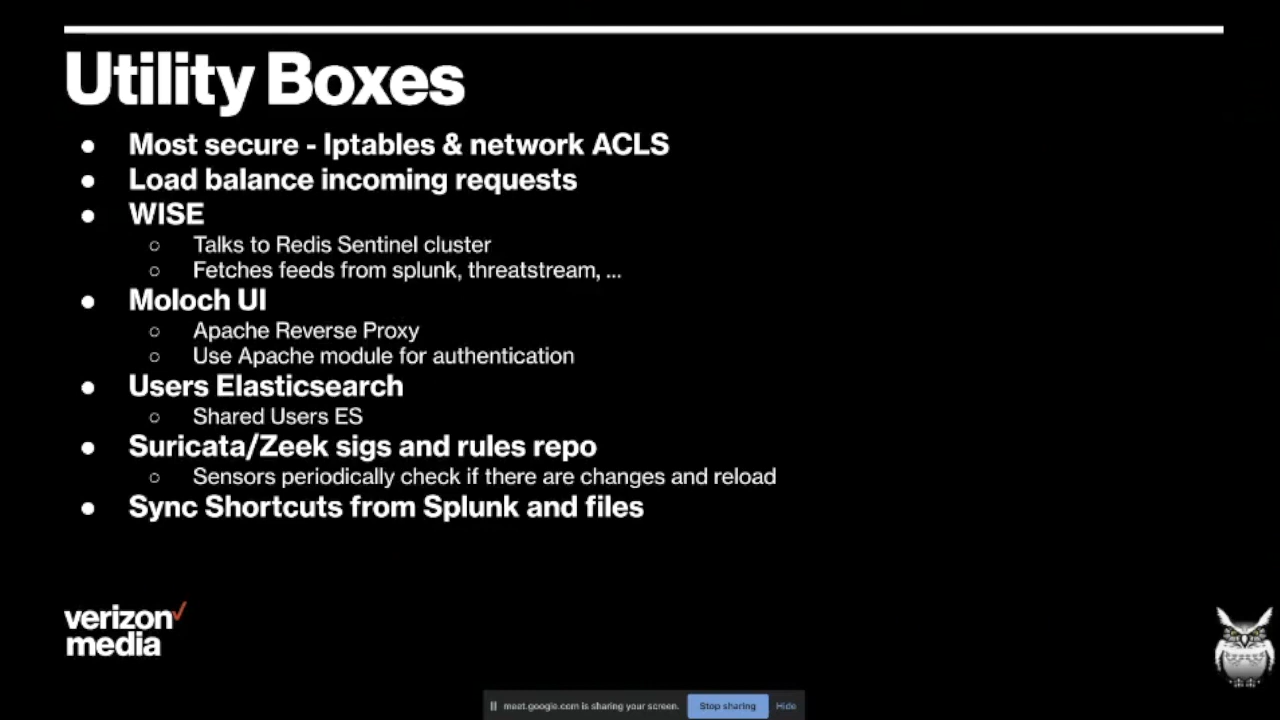 Utility Boxes
● Most secure - Iptables & network ACLS
● Load balance incoming requests
● WISE
○ Talks to Redis Sentinel cluster
○ Fetches feeds from splunk, threatstream, ...
● Moloch UI
○ Apache Reverse Proxy
○ Use Apache module for authentication
● Users Elasticsearch
○ Shared Users ES
● Suricata/Zeek sigs and rules repo
○ Sensors periodically check if there are changes and reload
● Sync Shortcuts from Splunk and files
verizon✓
media
meet.google.com is sharing your screen. Stop sharing Hide